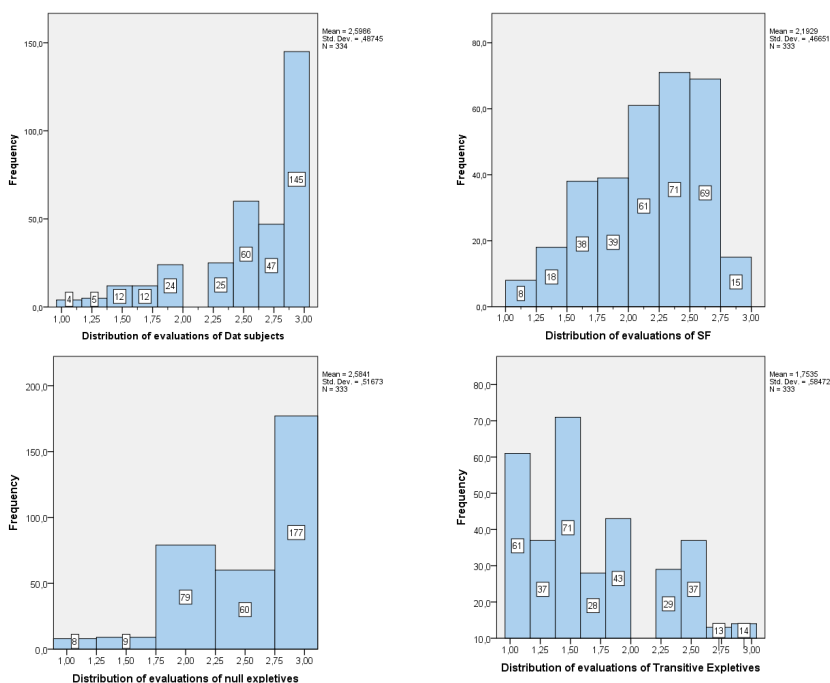 Mean = 2,5986
Std. Dev. = ,48745
N = 334
150,0
100,0
50,0
0,0
Frequency
4
5
12
12
24
25
60
47
145
1,00 1,25 1,50 1,75 2,00 2,25 2,50 2,75 3,00
Distribution of evaluations of Dat subjects
Mean = 2,1929
Std. Dev. = ,46651
N = 333
80,0
60,0
40,0
20,0
0,0
Frequency
8
18
38
39
61
71
69
15
1,00 1,25 1,50 1,75 2,00 2,25 2,50 2,75 3,00
Distribution of evaluations of SF
Mean = 2,5841
Std. Dev. = ,51673
N = 333
200,0
150,0
100,0
50,0
0,0
Frequency
8
9
79
60
177
1,00 1,25 1,50 1,75 2,00 2,25 2,50 2,75 3,00
Distribution of evaluations of null expletives
Mean = 1,7535
Std. Dev. = ,58472
N = 333
80,0
70,0
60,0
50,0
40,0
30,0
20,0
10,0
Frequency
61
37
71
28
43
29
37
13
14
1,00 1,25 1,50 1,75 2,00 2,25 2,50 2,75 3,00
Distribution of evaluations of Transitive Expletives